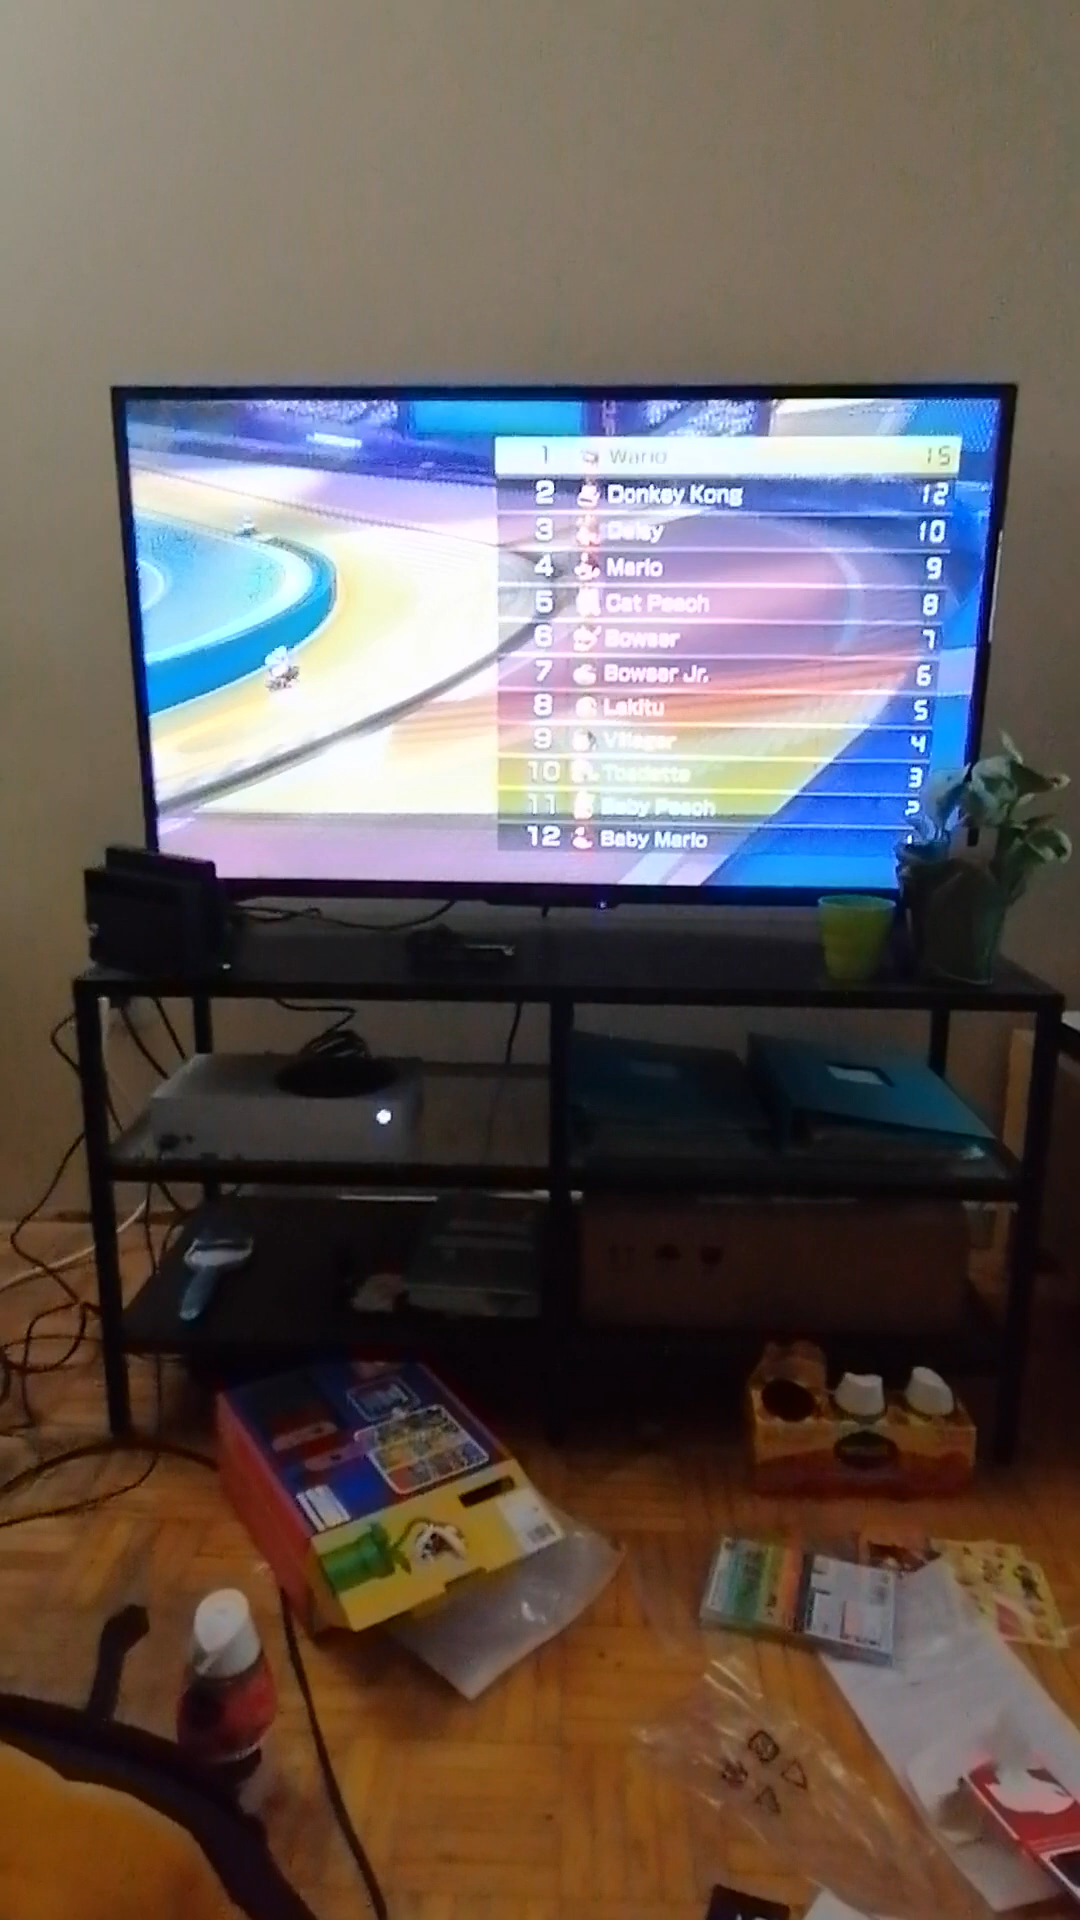 1 Wario 15
2 Donkey Kong 12
3 Daisy 10
4 Mario 9
5 Cat Peach 8
6 Bowser 7
7 Bowser Jr. 6
8 Lakitu 5
9 Villager 4
10 Toadette 3
11 Baby Peach 2
12 Baby Mario